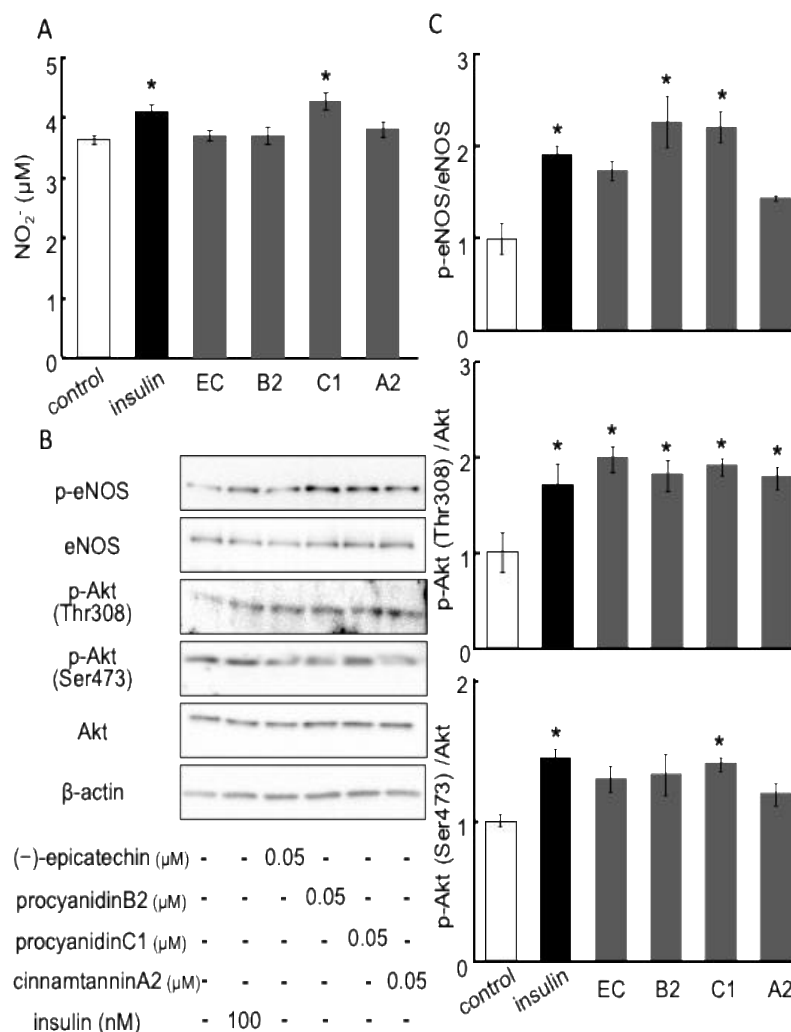 A
NO₂⁻ (µM)
5
4
3
2
1
0
*
*
control
insulin
EC
B2
C1
A2
B
p-eNOS
eNOS
p-Akt
(Thr308)
p-Akt
(Ser473)
Akt
β-actin
(−)-epicatechin (µM) - - 0.05 - - -
procyanidinB2 (µM) - - - 0.05 - -
procyanidinC1 (µM) - - - - 0.05 -
cinnamtanninA2 (µM) - - - - - 0.05
insulin (nM) - 100 - - - -
C
p-eNOS/eNOS
3
2
1
0
*
*
*
p-Akt (Thr308) /Akt
3
2
1
0
*
*
*
*
*
p-Akt (Ser473) /Akt
2
1
0
*
*
control
insulin
EC
B2
C1
A2